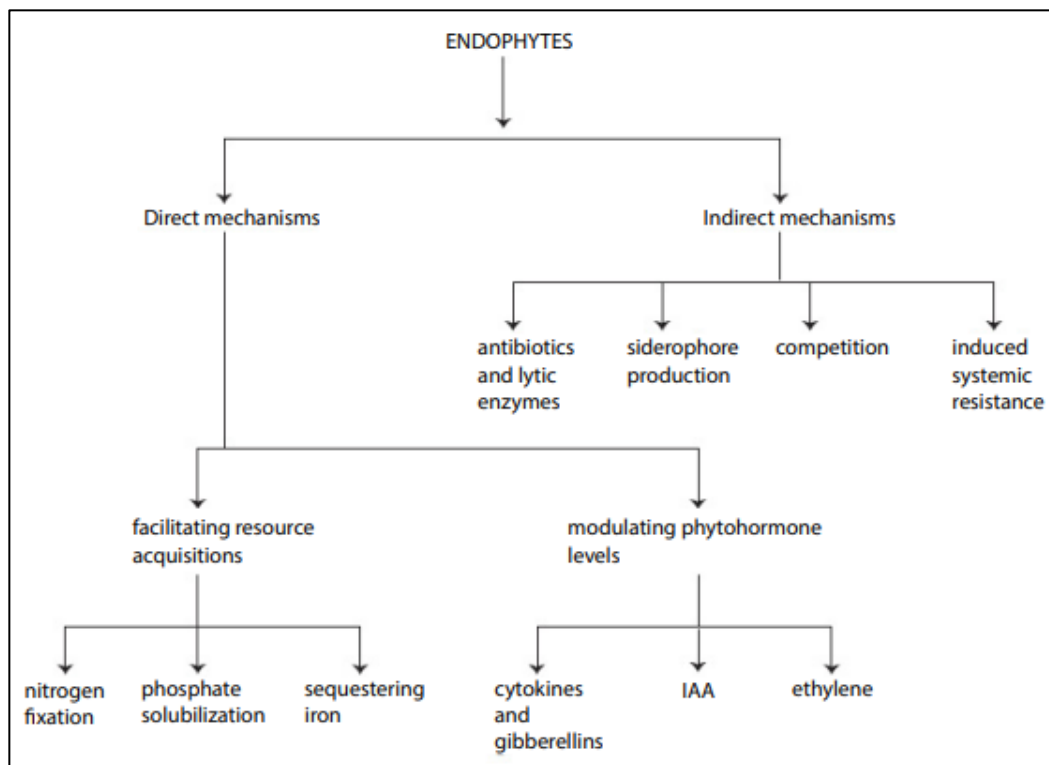 ENDOPHYTES
Direct mechanisms
Indirect mechanisms
antibiotics
and lytic
enzymes
siderophore
production
competition
induced
systemic
resistance
facilitating resource
acquisitions
modulating phytohormone
levels
nitrogen
fixation
phosphate
solubilization
sequestering
iron
cytokines
and
gibberellins
IAA
ethylene